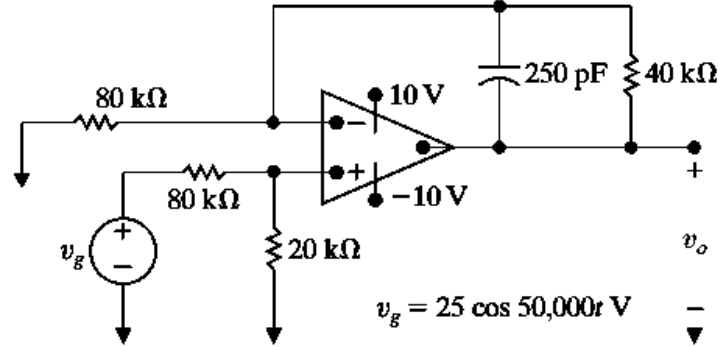 250 pF
40 kΩ
80 kΩ
10 V
−
+
80 kΩ
−10 V
+
v_g
+
−
20 kΩ
v_o
v_g = 25 cos 50,000t V
−